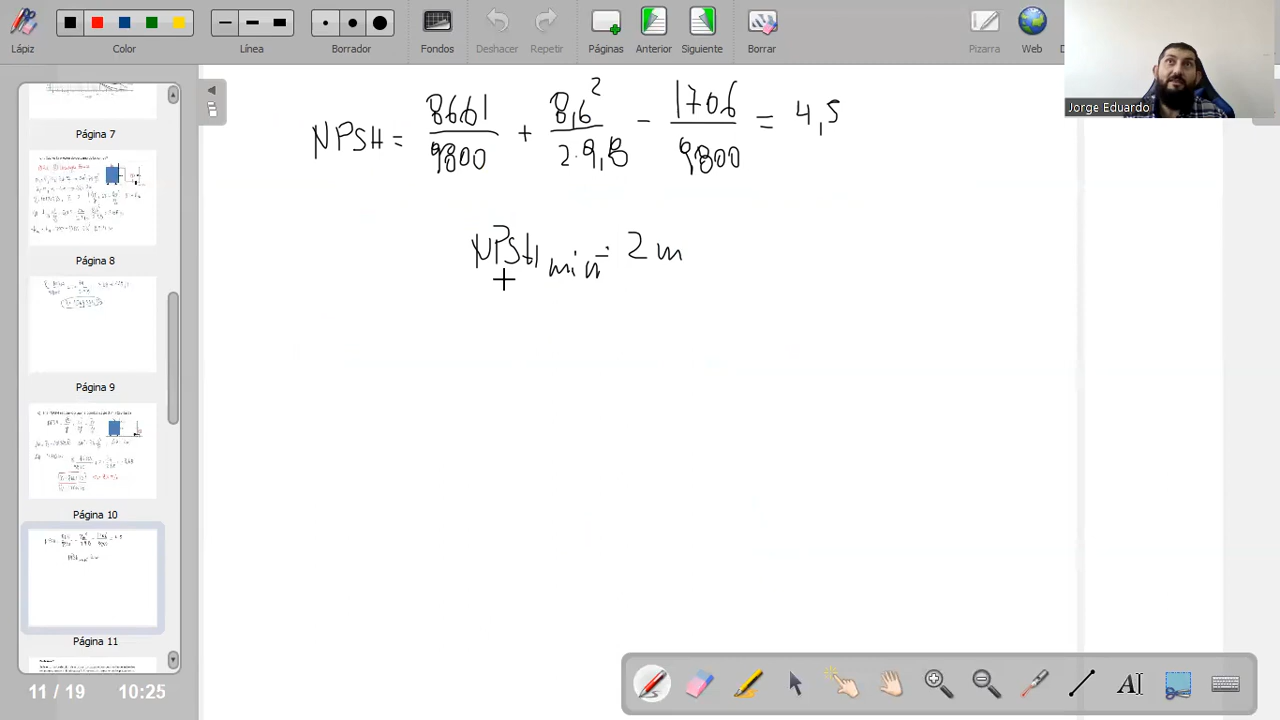 Lápiz
Color
Línea
Borrador
Fondos
Deshacer
Repetir
Páginas
Anterior
Siguiente
Borrar
Pizarra
Web
Jorge Eduardo
Página 7
Página 8
Página 9
Página 10
Página 11
11 / 19 10:25
NPSH = 8661/9800 + 8,6²/2·9,8 - 1706/9800 = 4,5
NPSH min = 2 m